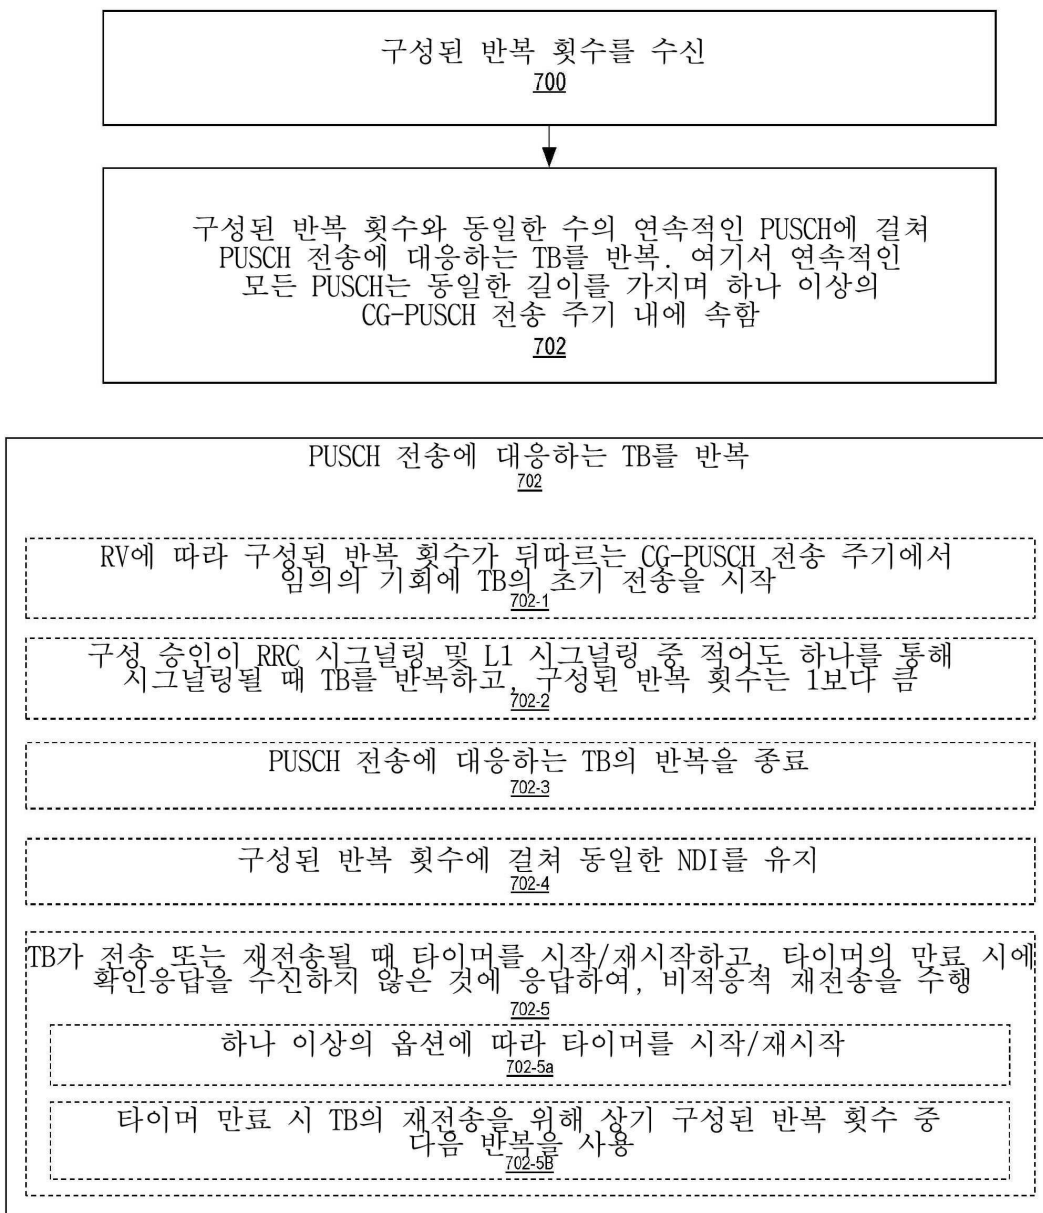 구성된 반복 횟수를 수신
700
구성된 반복 횟수와 동일한 수의 연속적인 PUSCH에 걸쳐
PUSCH 전송에 대응하는 TB를 반복. 여기서 연속적인
모든 PUSCH는 동일한 길이를 가지며 하나 이상의
CG-PUSCH 전송 주기 내에 속함
702
PUSCH 전송에 대응하는 TB를 반복
702
RV에 따라 구성된 반복 횟수가 뒤따르는 CG-PUSCH 전송 주기에서
임의의 기회에 TB의 초기 전송을 시작
702-1
구성 승인이 RRC 시그널링 및 L1 시그널링 중 적어도 하나를 통해
시그널링될 때 TB를 반복하고, 구성된 반복 횟수는 1보다 큼
702-2
PUSCH 전송에 대응하는 TB의 반복을 종료
702-3
구성된 반복 횟수에 걸쳐 동일한 NDI를 유지
702-4
TB가 전송 또는 재전송될 때 타이머를 시작/재시작하고, 타이머의 만료 시에
확인응답을 수신하지 않은 것에 응답하여, 비적응적 재전송을 수행
702-5
하나 이상의 옵션에 따라 타이머를 시작/재시작
702-5a
타이머 만료 시 TB의 재전송을 위해 상기 구성된 반복 횟수 중
다음 반복을 사용
702-5B